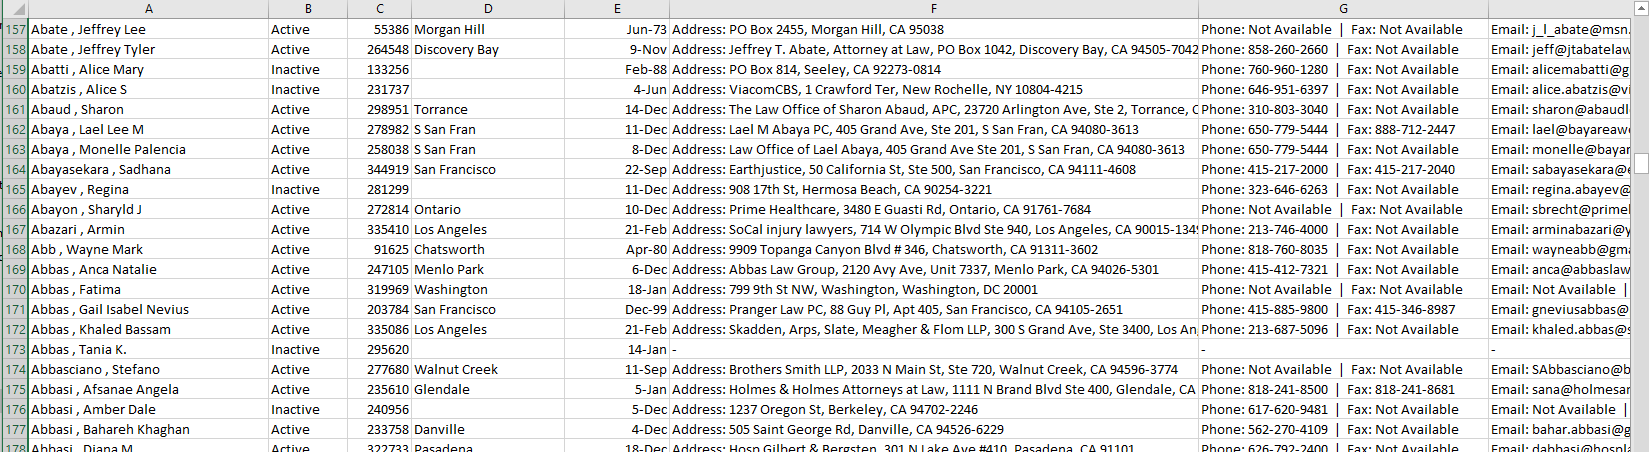 A B C D E F G
157 Abate , Jeffrey Lee Active 55386 Morgan Hill Jun-73 Address: PO Box 2455, Morgan Hill, CA 95038 Phone: Not Available | Fax: Not Available Email: j_l_abate@msn.
158 Abate , Jeffrey Tyler Active 264548 Discovery Bay 9-Nov Address: Jeffrey T. Abate, Attorney at Law, PO Box 1042, Discovery Bay, CA 94505-7042 Phone: 858-260-2660 | Fax: Not Available Email: jeff@jtabatelaw
159 Abatti , Alice Mary Inactive 133256 Feb-88 Address: PO Box 814, Seeley, CA 92273-0814 Phone: 760-960-1280 | Fax: Not Available Email: alicemabatti@g
160 Abatzis , Alice S Inactive 231737 4-Jun Address: ViacomCBS, 1 Crawford Ter, New Rochelle, NY 10804-4215 Phone: 646-951-6397 | Fax: Not Available Email: alice.abatzis@vi
161 Abaud , Sharon Active 298951 Torrance 14-Dec Address: The Law Office of Sharon Abaud, APC, 23720 Arlington Ave, Ste 2, Torrance, C Phone: 310-803-3040 | Fax: Not Available Email: sharon@abaudl
162 Abaya , Lael Lee M Active 278982 S San Fran 11-Dec Address: Lael M Abaya PC, 405 Grand Ave, Ste 201, S San Fran, CA 94080-3613 Phone: 650-779-5444 | Fax: 888-712-2447 Email: lael@bayareaw
163 Abaya , Monelle Palencia Active 258038 S San Fran 8-Dec Address: Law Office of Lael Abaya, 405 Grand Ave Ste 201, S San Fran, CA 94080-3613 Phone: 650-779-5444 | Fax: Not Available Email: monelle@bayar
164 Abayasekara , Sadhana Active 344919 San Francisco 22-Sep Address: Earthjustice, 50 California St, Ste 500, San Francisco, CA 94111-4608 Phone: 415-217-2000 | Fax: 415-217-2040 Email: sabayasekara@e
165 Abayev , Regina Inactive 281299 11-Dec Address: 908 17th St, Hermosa Beach, CA 90254-3221 Phone: 323-646-6263 | Fax: Not Available Email: regina.abayev@
166 Abayon , Sharyld J Active 272814 Ontario 10-Dec Address: Prime Healthcare, 3480 E Guasti Rd, Ontario, CA 91761-7684 Phone: Not Available | Fax: Not Available Email: sbrecht@primel
167 Abazari , Armin Active 335410 Los Angeles 21-Feb Address: SoCal injury lawyers, 714 W Olympic Blvd Ste 940, Los Angeles, CA 90015-134 Phone: 213-746-4000 | Fax: Not Available Email: arminabazari@y
168 Abb , Wayne Mark Active 91625 Chatsworth Apr-80 Address: 9909 Topanga Canyon Blvd # 346, Chatsworth, CA 91311-3602 Phone: 818-760-8035 | Fax: Not Available Email: wayneabb@gma
169 Abbas , Anca Natalie Active 247105 Menlo Park 6-Dec Address: Abbas Law Group, 2120 Avy Ave, Unit 7337, Menlo Park, CA 94026-5301 Phone: 415-412-7321 | Fax: Not Available Email: anca@abbaslaw
170 Abbas , Fatima Active 319969 Washington 18-Jan Address: 799 9th St NW, Washington, Washington, DC 20001 Phone: Not Available | Fax: Not Available Email: Not Available |
171 Abbas , Gail Isabel Nevius Active 203784 San Francisco Dec-99 Address: Pranger Law PC, 88 Guy Pl, Apt 405, San Francisco, CA 94105-2651 Phone: 415-885-9800 | Fax: 415-346-8987 Email: gneviusabbas@
172 Abbas , Khaled Bassam Active 335086 Los Angeles 21-Feb Address: Skadden, Arps, Slate, Meagher & Flom LLP, 300 S Grand Ave, Ste 3400, Los An Phone: 213-687-5096 | Fax: Not Available Email: khaled.abbas@s
173 Abbas , Tania K. Inactive 295620 14-Jan - - -
174 Abbasciano , Stefano Active 277680 Walnut Creek 11-Sep Address: Brothers Smith LLP, 2033 N Main St, Ste 720, Walnut Creek, CA 94596-3774 Phone: Not Available | Fax: Not Available Email: SAbbasciano@b
175 Abbasi , Afsanae Angela Active 235610 Glendale 5-Jan Address: Holmes & Holmes Attorneys at Law, 1111 N Brand Blvd Ste 400, Glendale, CA Phone: 818-241-8500 | Fax: 818-241-8681 Email: sana@holmesar
176 Abbasi , Amber Dale Inactive 240956 5-Dec Address: 1237 Oregon St, Berkeley, CA 94702-2246 Phone: 617-620-9481 | Fax: Not Available Email: Not Available |
177 Abbasi , Bahareh Khaghan Active 233758 Danville 4-Dec Address: 505 Saint George Rd, Danville, CA 94526-6229 Phone: 562-270-4109 | Fax: Not Available Email: bahar.abbasi@g
178 Abbasi , Diana M Active 322733 Pasadena 18-Dec Address: Hosp Gilbert & Bergsten, 301 N Lake Ave #410, Pasadena, CA 91101 Phone: 626-792-2400 | Fax: Not Available Email: dabbasi@hospla